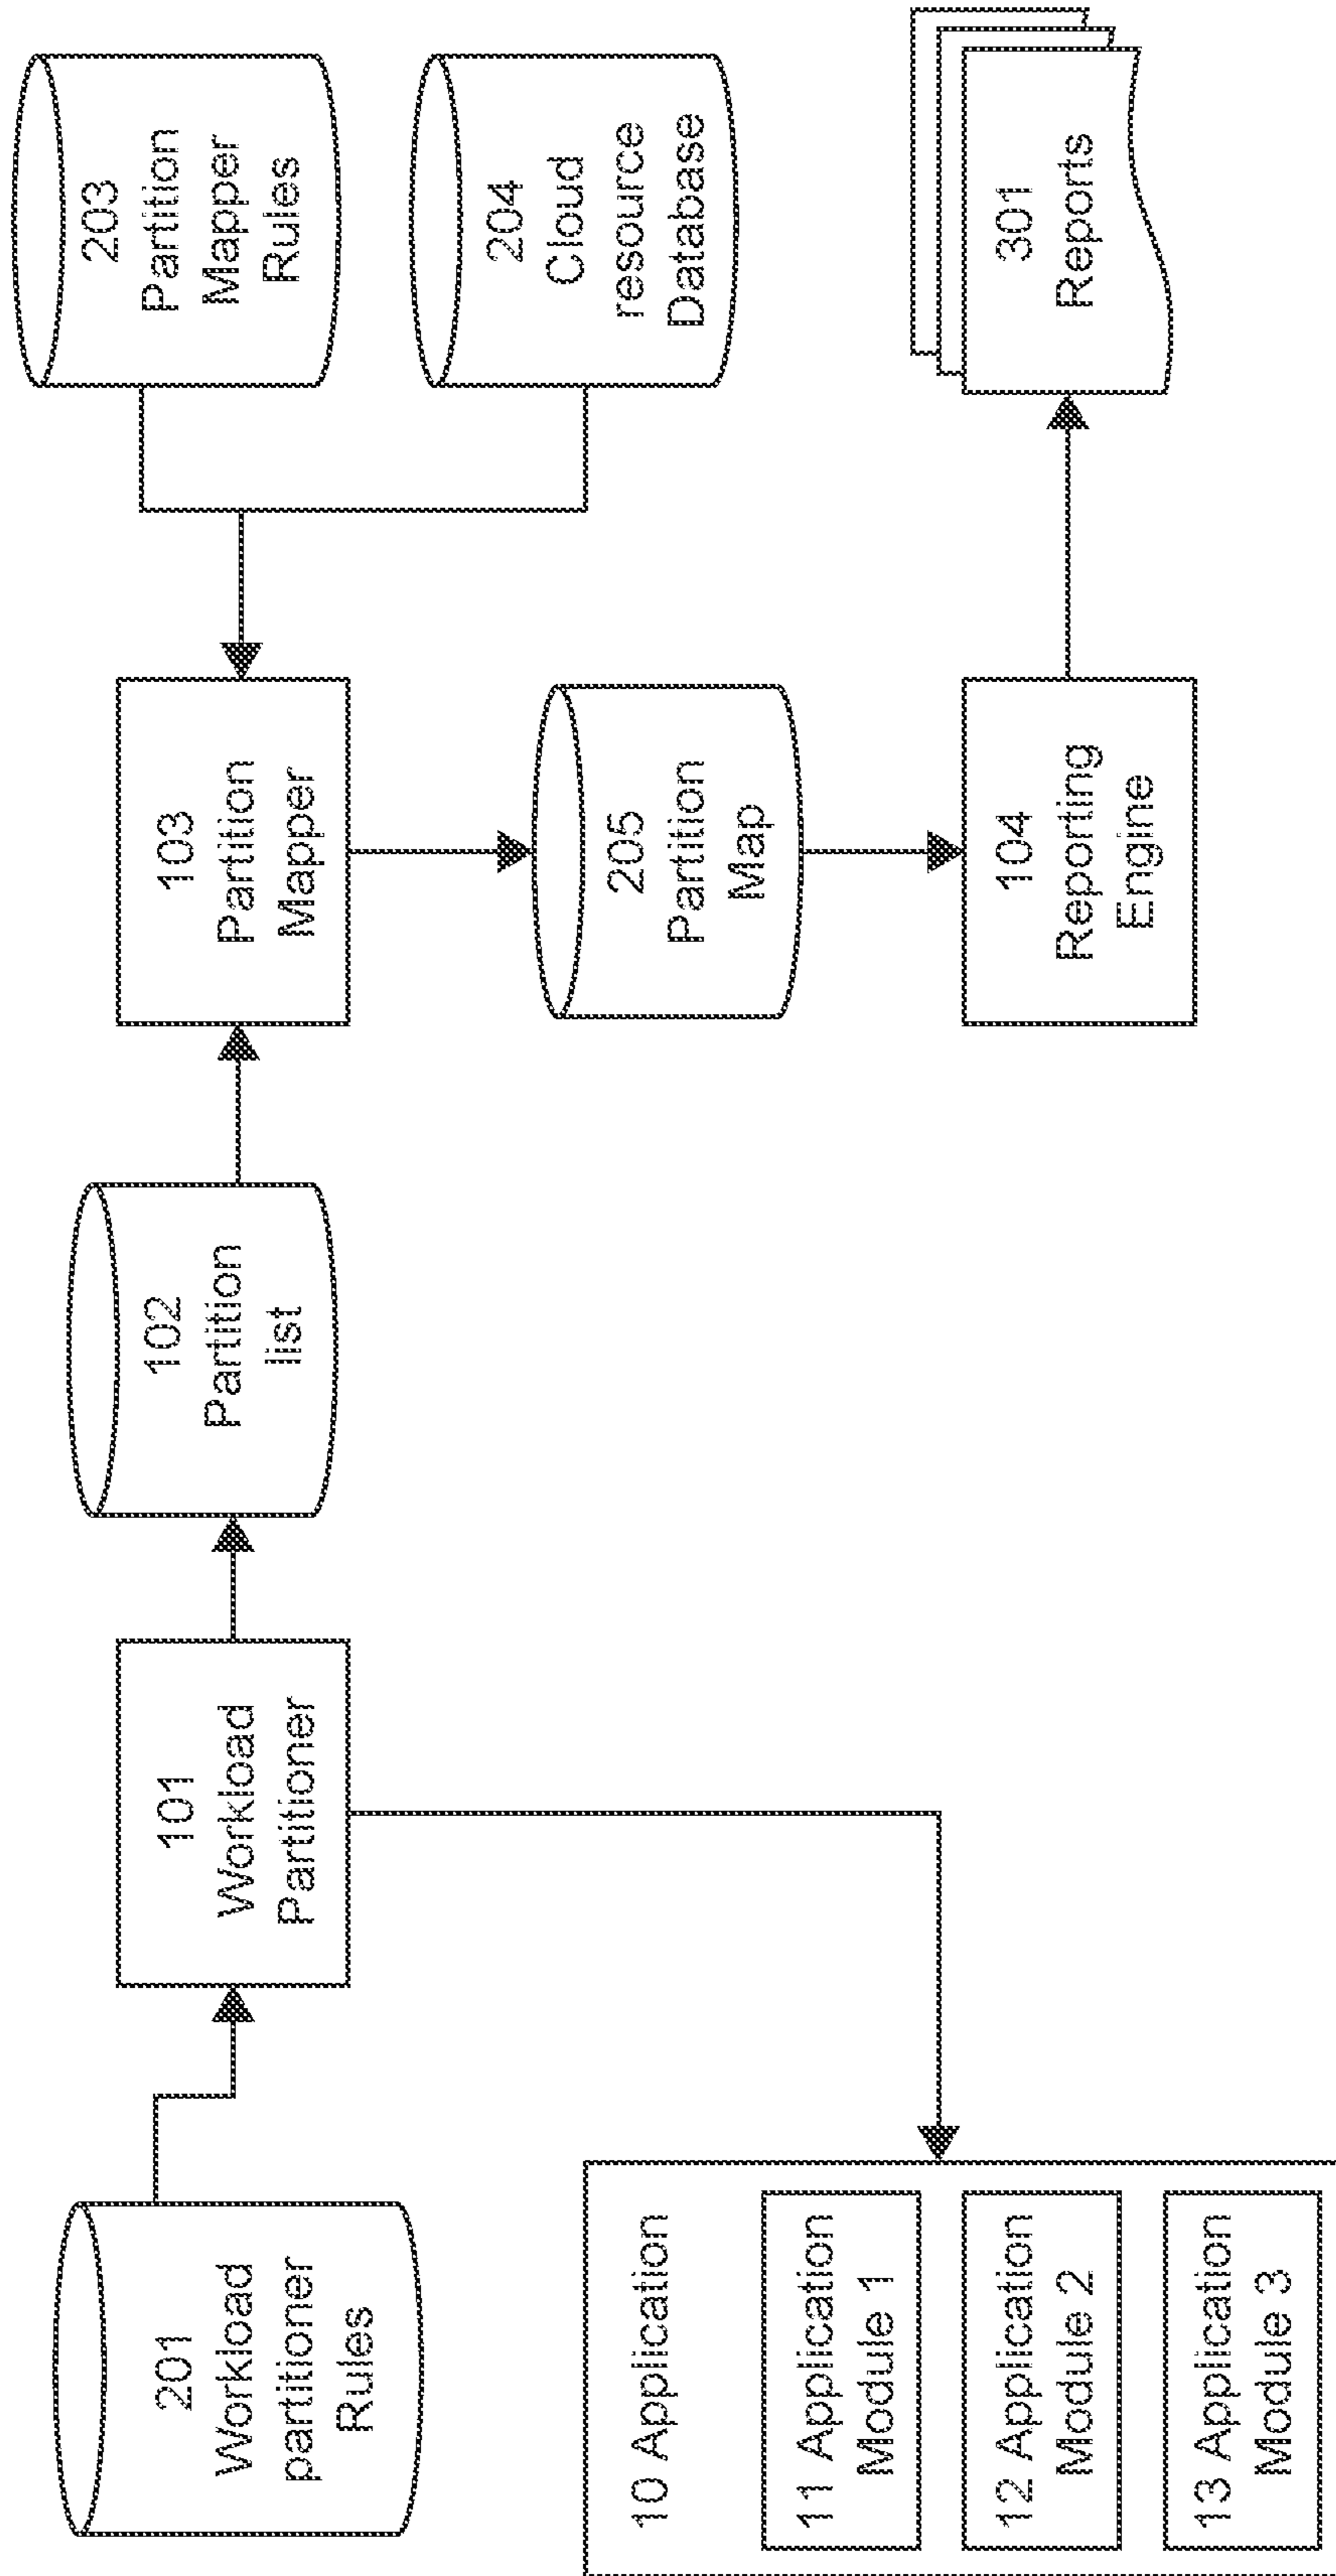 201
Workload
partitioner
Rules
101
Workload
Partitioner
102
Partition
list
103
Partition
Mapper
203
Partition
Mapper
Rules
204
Cloud
resource
Database
205
Partition
Map
104
Reporting
Engine
301
Reports
10 Application
11 Application
Module 1
12 Application
Module 2
13 Application
Module 3